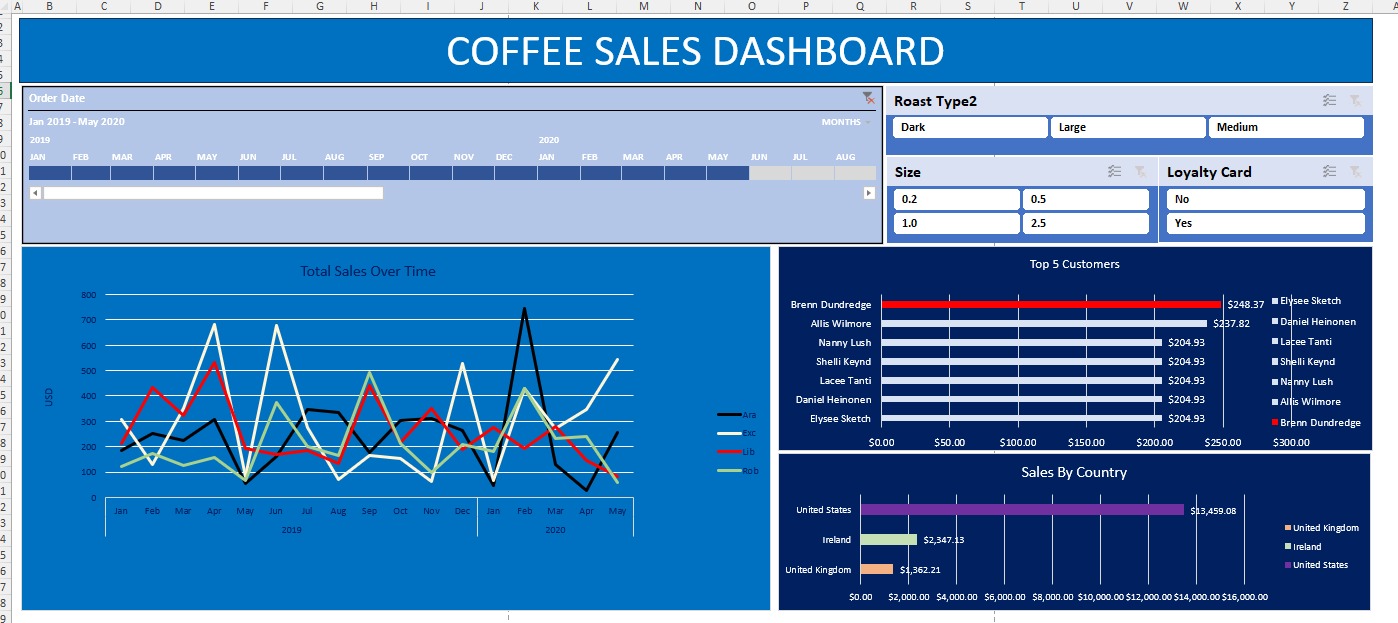 A B C D E F G H I J K L M N O P Q R S T U V W X Y Z
COFFEE SALES DASHBOARD
Order Date
Jan 2019 - May 2020
MONTHS
2019 2020
JAN FEB MAR APR MAY JUN JUL AUG SEP OCT NOV DEC JAN FEB MAR APR MAY JUN JUL AUG
Roast Type2
Dark Large Medium
Size
0.2 0.5
1.0 2.5
Loyalty Card
No
Yes
Total Sales Over Time
USD
800
700
600
500
400
300
200
100
0
Jan Feb Mar Apr May Jun Jul Aug Sep Oct Nov Dec Jan Feb Mar Apr May
2019 2020
Ara
Exc
Lib
Rob
Top 5 Customers
Brenn Dundredge $248.37
Allis Wilmore $237.82
Nanny Lush $204.93
Shelli Keynd $204.93
Lacee Tanti $204.93
Daniel Heinonen $204.93
Elysee Sketch $204.93
$0.00 $50.00 $100.00 $150.00 $200.00 $250.00 $300.00
Elysee Sketch
Daniel Heinonen
Lacee Tanti
Shelli Keynd
Nanny Lush
Allis Wilmore
Brenn Dundredge
Sales By Country
United States $13,459.08
Ireland $2,347.13
United Kingdom $1,362.21
$0.00 $2,000.00 $4,000.00 $6,000.00 $8,000.00 $10,000.00 $12,000.00 $14,000.00 $16,000.00
United Kingdom
Ireland
United States